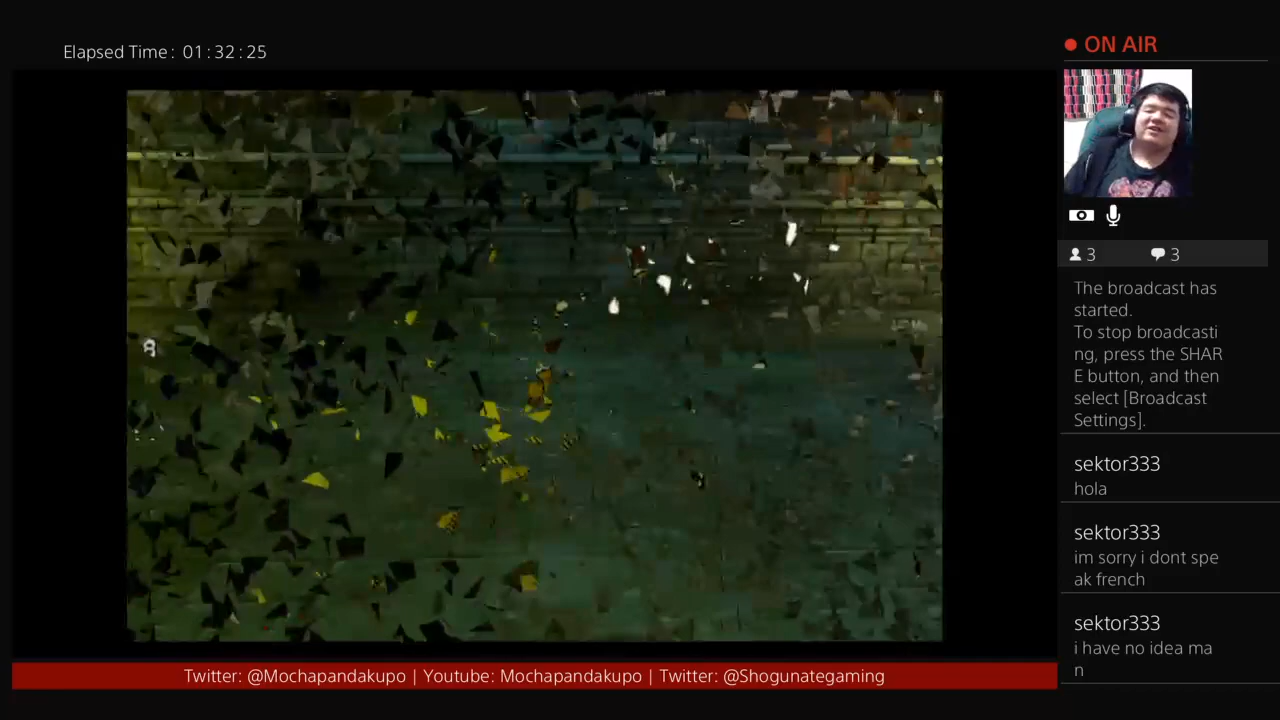 Elapsed Time: 01:32:25
ON AIR
3
3
The broadcast has
started.
To stop broadcasti
ng, press the SHAR
E button, and then
select [Broadcast
Settings].
sektor333
hola
sektor333
im sorry i dont spe
ak french
sektor333
i have no idea ma
n
Twitter: @Mochapandakupo | Youtube: Mochapandakupo | Twitter: @Shogunategaming